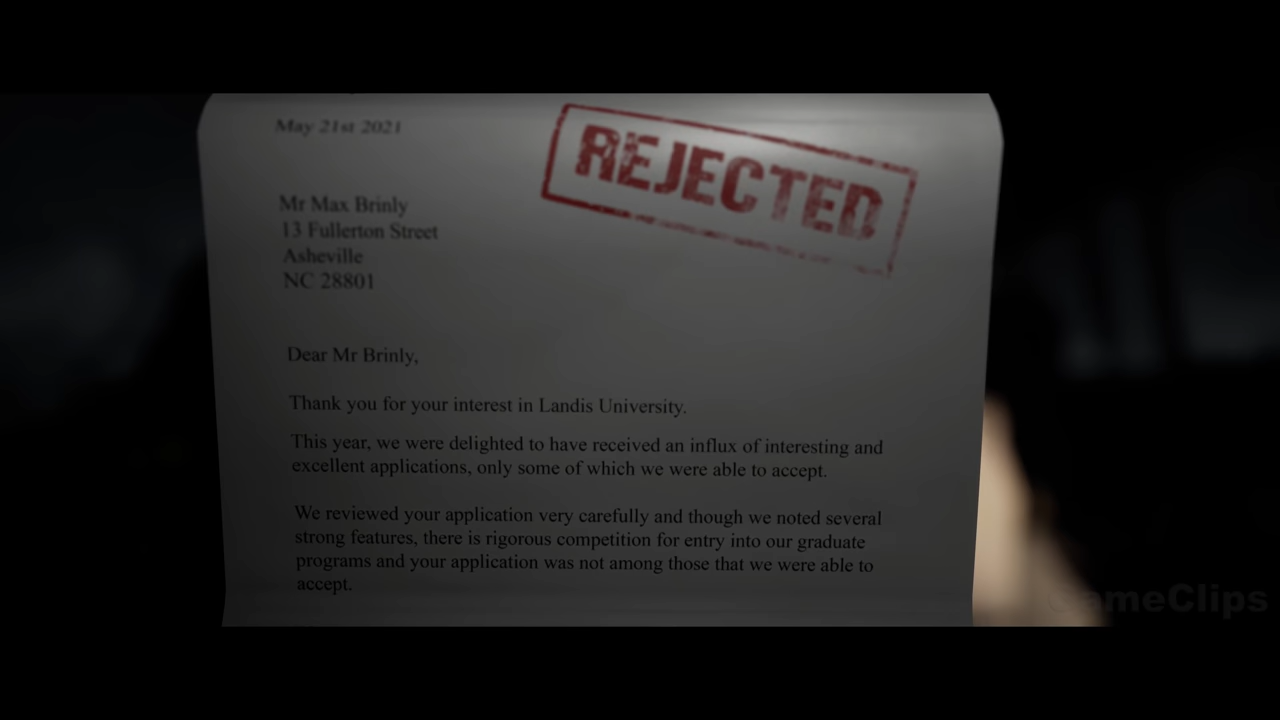 May 21st 2021
REJECTED
Mr Max Brinly
13 Fullerton Street
Asheville
NC 28801
Dear Mr Brinly,
Thank you for your interest in Landis University.
This year, we were delighted to have received an influx of interesting and
excellent applications, only some of which we were able to accept.
We reviewed your application very carefully and though we noted several
strong features, there is rigorous competition for entry into our graduate
programs and your application was not among those that we were able to
accept.
GameClips